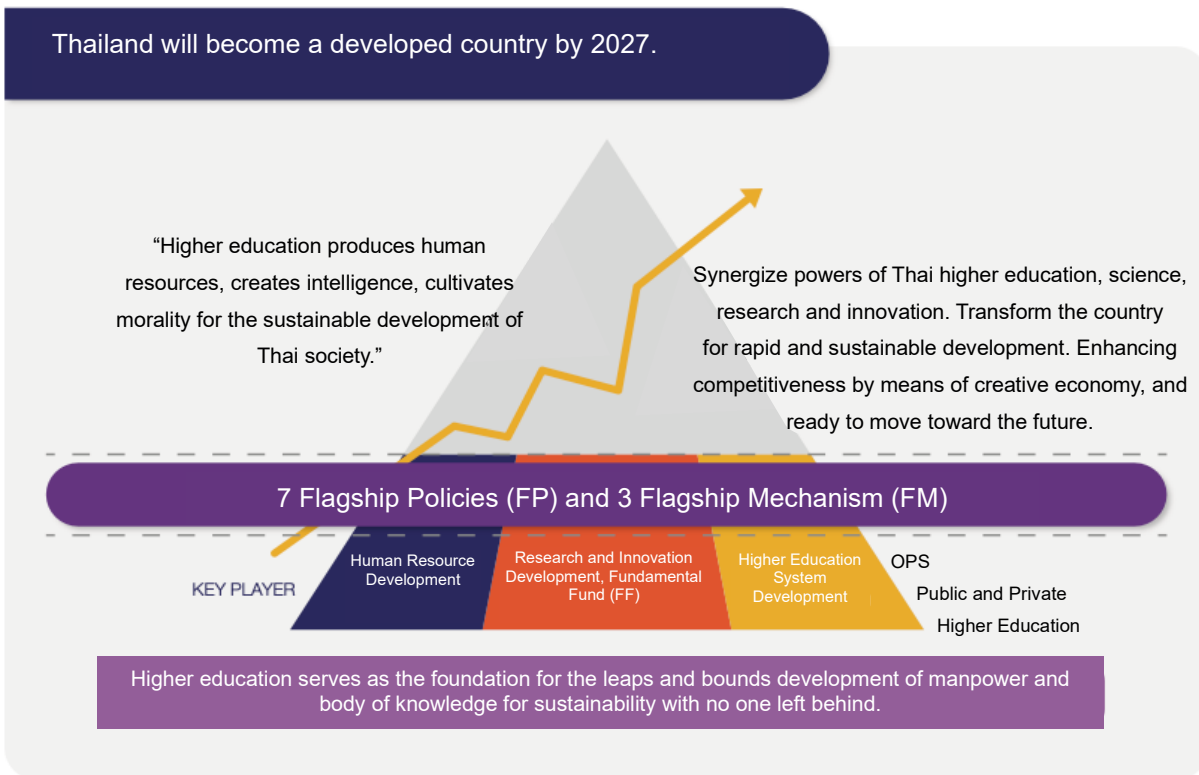 Thailand will become a developed country by 2027.
“Higher education produces human
resources, creates intelligence, cultivates
morality for the sustainable development of
Thai society.”
Synergize powers of Thai higher education, science,
research and innovation. Transform the country
for rapid and sustainable development. Enhancing
competitiveness by means of creative economy, and
ready to move toward the future.
7 Flagship Policies (FP) and 3 Flagship Mechanism (FM)
KEY PLAYER
Human Resource
Development
Research and Innovation
Development, Fundamental
Fund (FF)
Higher Education
System
Development
OPS
Public and Private
Higher Education
Higher education serves as the foundation for the leaps and bounds development of manpower and
body of knowledge for sustainability with no one left behind.